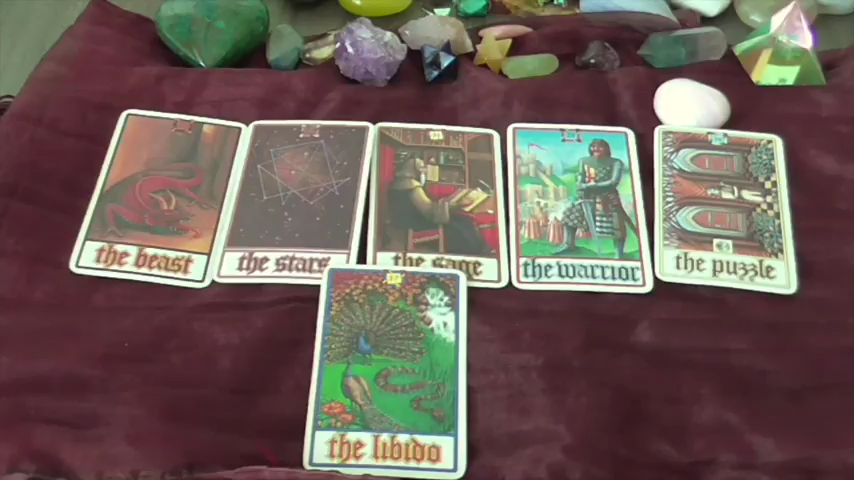 the beast
the stars
the sage
the warrior
the puzzle
the libido